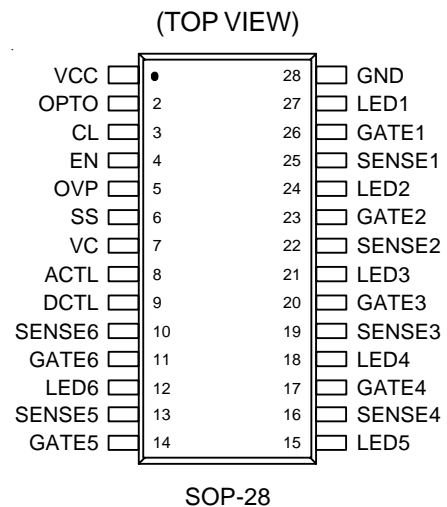 (TOP VIEW)
VCC 28 GND
OPTO 2 27 LED1
CL 3 26 GATE1
EN 4 25 SENSE1
OVP 5 24 LED2
SS 6 23 GATE2
VC 7 22 SENSE2
ACTL 8 21 LED3
DCTL 9 20 GATE3
SENSE6 10 19 SENSE3
GATE6 11 18 LED4
LED6 12 17 GATE4
SENSE5 13 16 SENSE4
GATE5 14 15 LED5
SOP-28